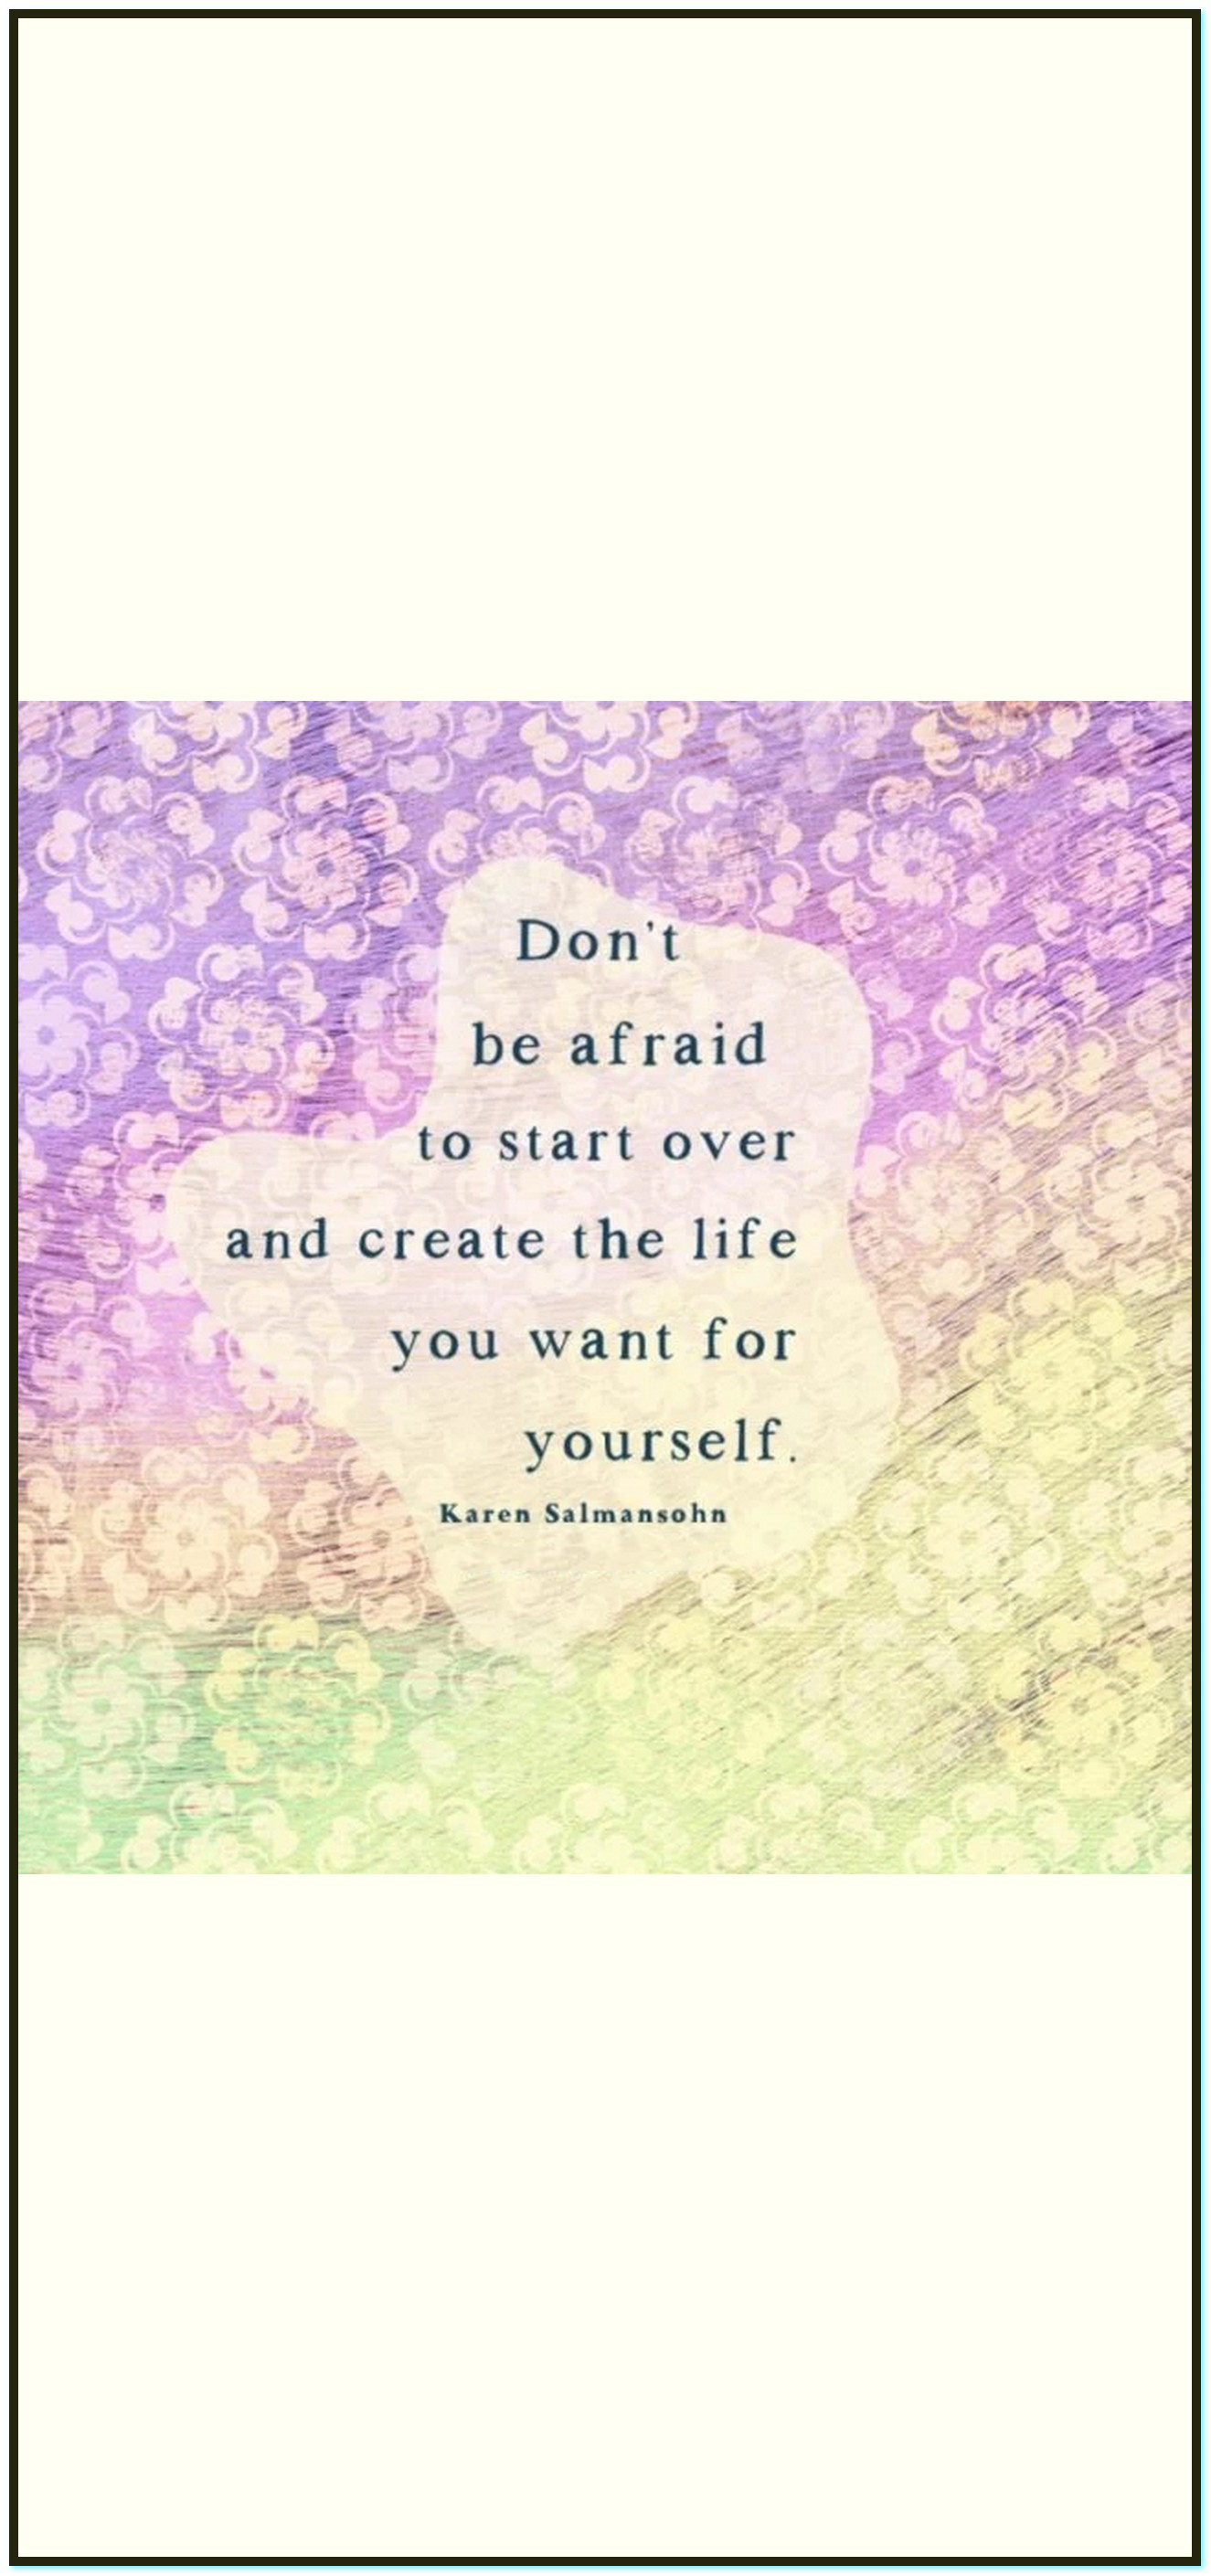 Don't
be afraid
to start over
and create the life
you want for
yourself.
Karen Salmansohn